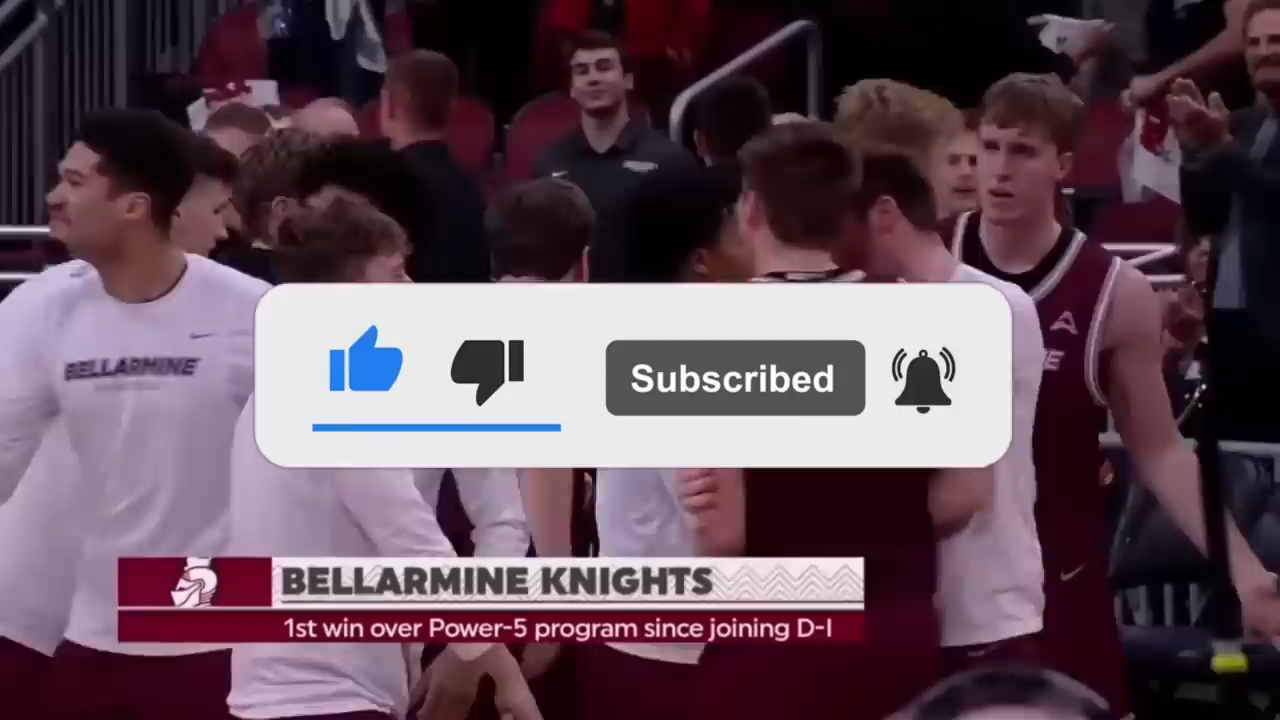 BELLARMINE
Subscribed
BELLARMINE KNIGHTS
1st win over Power-5 program since joining D-I